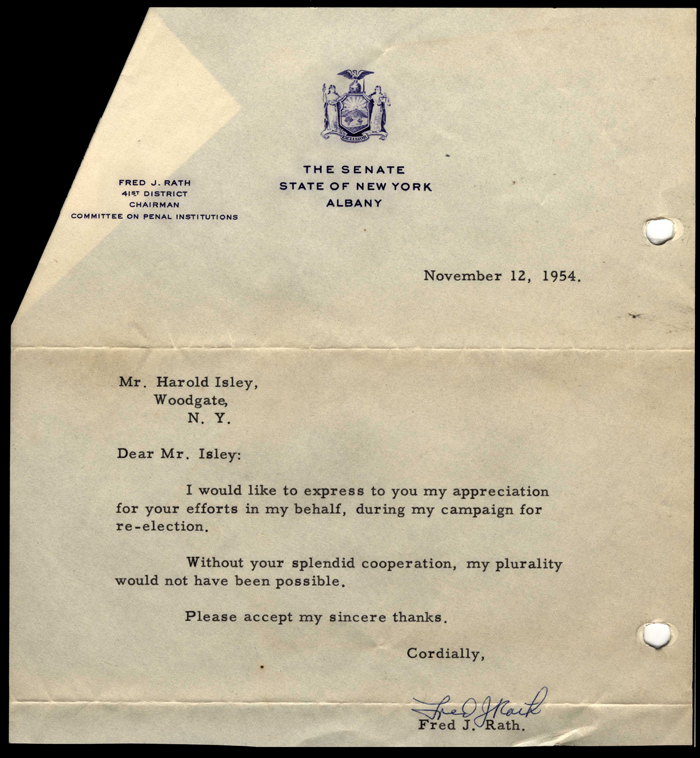 THE SENATE
STATE OF NEW YORK
ALBANY
FRED J. RATH
41ST DISTRICT
CHAIRMAN
COMMITTEE ON PENAL INSTITUTIONS
November 12, 1954.
Mr. Harold Isley,
Woodgate,
N. Y.
Dear Mr. Isley:
I would like to express to you my appreciation
for your efforts in my behalf, during my campaign for
re-election.
Without your splendid cooperation, my plurality
would not have been possible.
Please accept my sincere thanks.
Cordially,
Fred J Rath
Fred J. Rath.